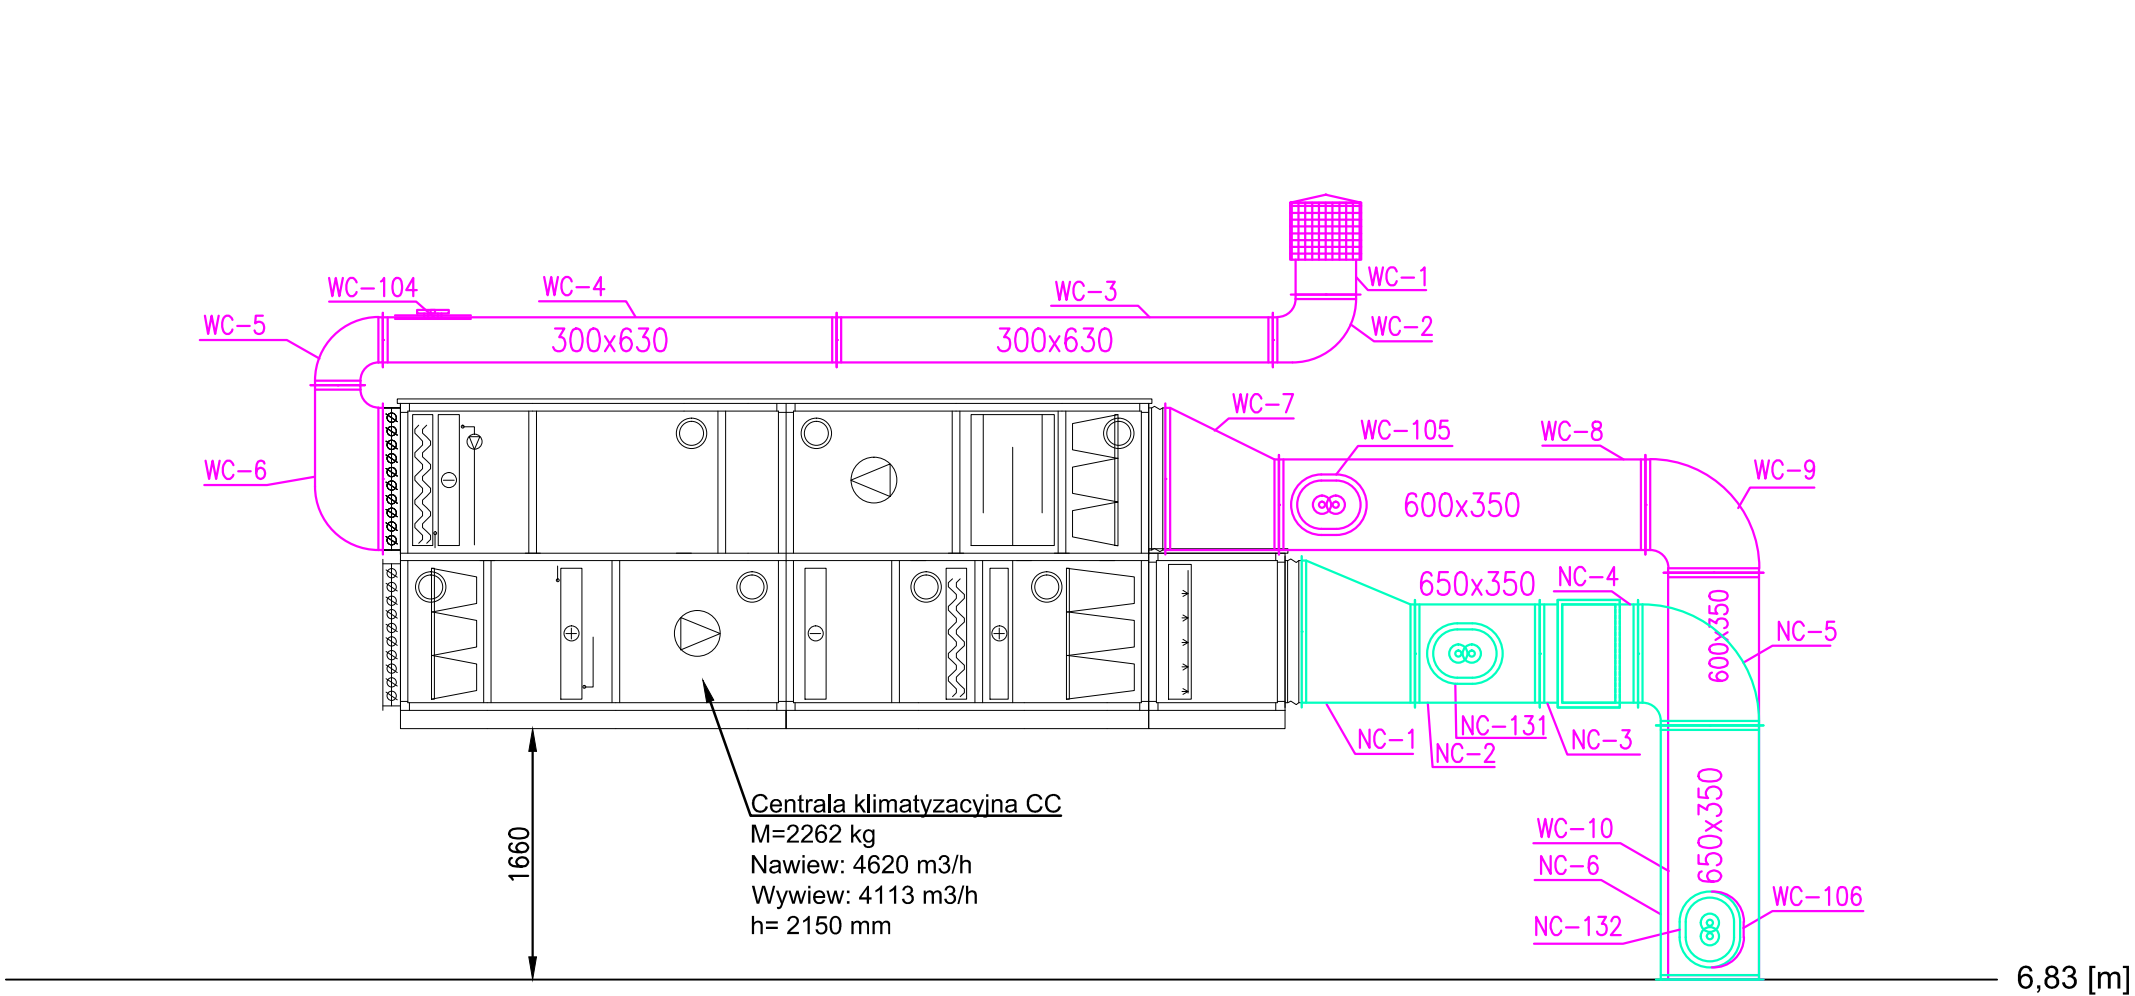 WC-1
WC-104
WC-4
WC-3
WC-5
WC-2
300x630
300x630
WC-7
WC-105
WC-8
WC-6
WC-9
600x350
650x350
NC-4
600x350
NC-5
NC-131
NC-1
NC-2
NC-3
650x350
Centrala klimatyzacyjna CC
M=2262 kg
Nawiew: 4620 m3/h
Wywiew: 4113 m3/h
h= 2150 mm
1660
WC-10
NC-6
WC-106
NC-132
6,83 [m]